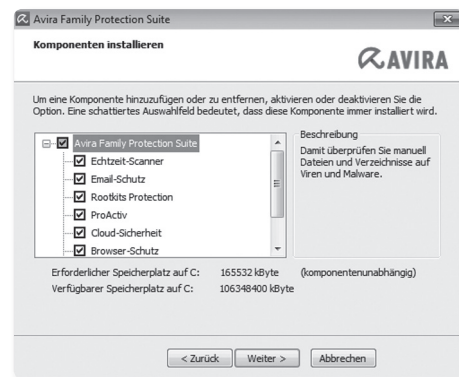 Avira Family Protection Suite
Komponenten installieren
AVIRA
Um eine Komponente hinzuzufügen oder zu entfernen, aktivieren oder deaktivieren Sie die
Option. Eine schattiertes Auswahlfeld bedeutet, dass diese Komponente immer installiert wird.
Avira Family Protection Suite
Echtzeit-Scanner
Email-Schutz
Rootkits Protection
ProActiv
Cloud-Sicherheit
Browser-Schutz
Beschreibung
Damit überprüfen Sie manuell
Dateien und Verzeichnisse auf
Viren und Malware.
Erforderlicher Speicherplatz auf C: 165532 kByte (komponentenunabhängig)
Verfügbarer Speicherplatz auf C: 106348400 kByte
< Zurück Weiter > Abbrechen